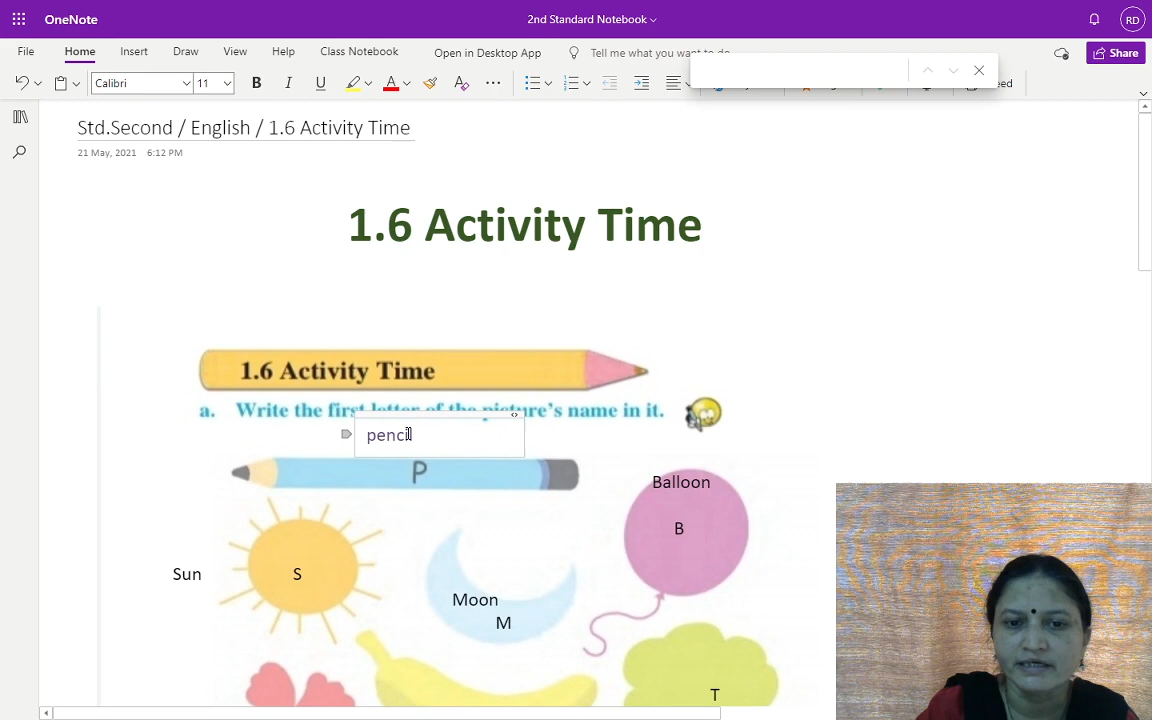 OneNote
2nd Standard Notebook
RD
File Home Insert Draw View Help Class Notebook Open in Desktop App Tell me what you want to do Share
Calibri 11 B I U A A
Std.Second / English / 1.6 Activity Time
21 May, 2021 6:12 PM
1.6 Activity Time
1.6 Activity Time
a. Write the first letter of the picture's name in it.
penci
P
Balloon
B
Sun S
Moon
M
T